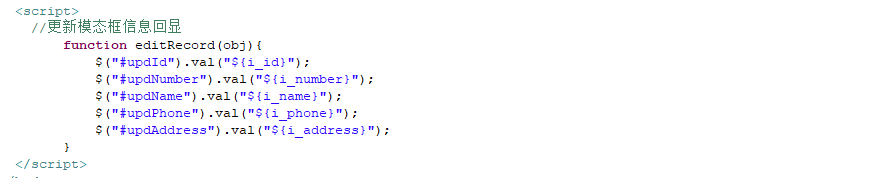 <script>
//更新模态框信息回显
function editRecord(obj){
$("#updId").val("${i_id}");
$("#updNumber").val("${i_number}");
$("#updName").val("${i_name}");
$("#updPhone").val("${i_phone}");
$("#updAddress").val("${i_address}");
}
</script>